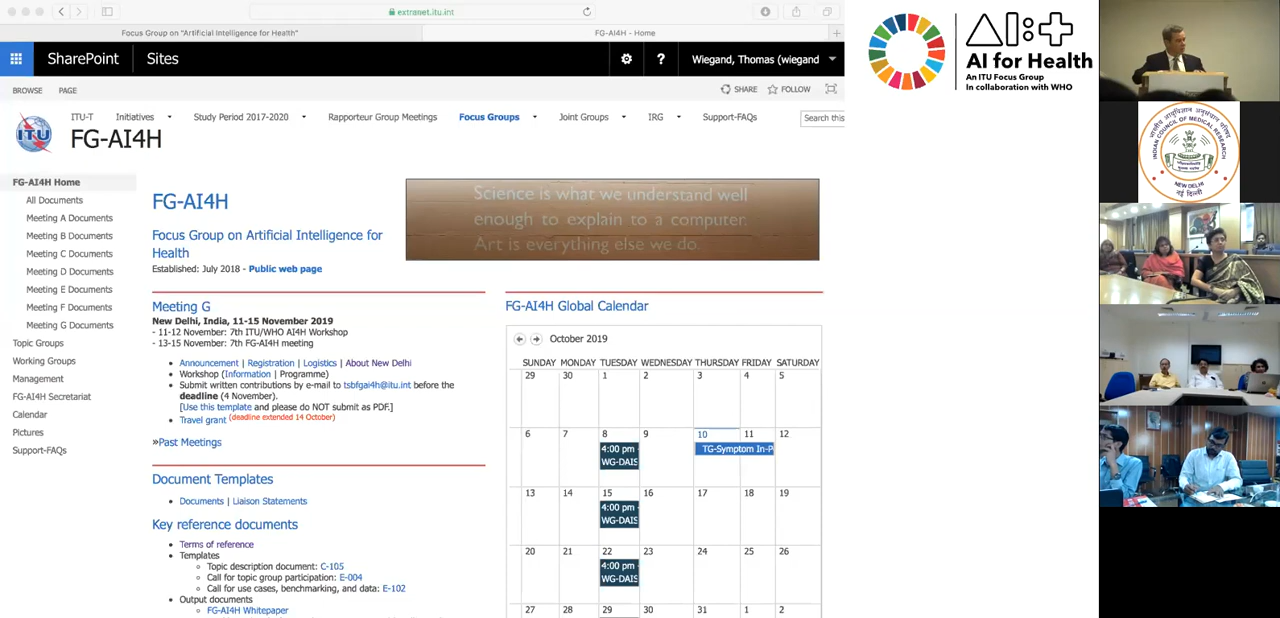 extranet.itu.int
Focus Group on "Artificial Intelligence for Health"
FG-AI4H - Home
SharePoint
Sites
Wiegand, Thomas (wiegand
BROWSE
PAGE
SHARE
FOLLOW
ITU-T
Initiatives
Study Period 2017-2020
Rapporteur Group Meetings
Focus Groups
Joint Groups
IRG
Support-FAQs
Search this
ITU
FG-AI4H
FG-AI4H Home
All Documents
Meeting A Documents
Meeting B Documents
Meeting C Documents
Meeting D Documents
Meeting E Documents
Meeting F Documents
Meeting G Documents
Topic Groups
Working Groups
Management
FG-AI4H Secretariat
Calendar
Pictures
Support-FAQs
FG-AI4H
Focus Group on Artificial Intelligence for
Health
Established: July 2018 - Public web page
Science is what we understand well
enough to explain to a computer.
Art is everything else we do.
Meeting G
New Delhi, India, 11-15 November 2019
- 11-12 November: 7th ITU/WHO AI4H Workshop
- 13-15 November: 7th FG-AI4H meeting
• Announcement | Registration | Logistics | About New Delhi
• Workshop (Information | Programme)
• Submit written contributions by e-mail to tsbfgai4h@itu.int before the
deadline (4 November).
[Use this template and please do NOT submit as PDF.]
• Travel grant (deadline extended 14 October)
»Past Meetings
Document Templates
• Documents | Liaison Statements
Key reference documents
• Terms of reference
• Templates
Topic description document: C-105
Call for topic group participation: E-004
Call for use cases, benchmarking, and data: E-102
• Output documents
FG-AI4H Whitepaper
FG-AI4H Global Calendar
October 2019
SUNDAY MONDAY TUESDAY WEDNESDAY THURSDAY FRIDAY SATURDAY
29 30 1 2 3 4 5
6 7 8 9 10 11 12
4:00 pm
WG-DAIS
TG-Symptom In-P
13 14 15 16 17 18 19
4:00 pm
WG-DAIS
20 21 22 23 24 25 26
4:00 pm
WG-DAIS
27 28 29 30 31 1 2
AI for Health
An ITU Focus Group
In collaboration with WHO
भारतीय आयुर्विज्ञान अनुसंधान परिषद
INDIAN COUNCIL OF MEDICAL RESEARCH
NEW DELHI
नई दिल्ली